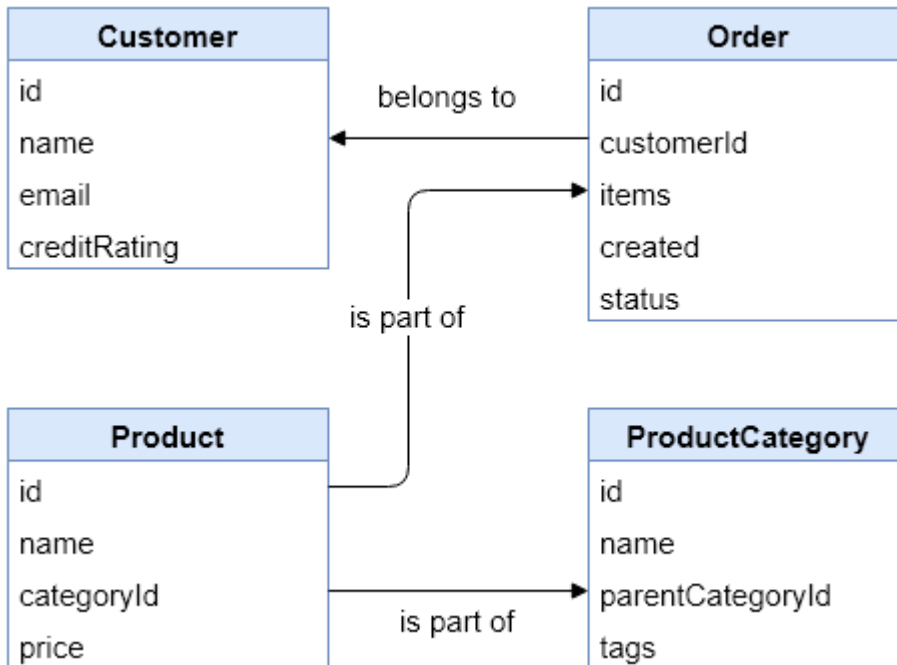 Customer
id
name
email
creditRating
belongs to
Order
id
customerId
items
created
status
is part of
Product
id
name
categoryId
price
is part of
ProductCategory
id
name
parentCategoryId
tags